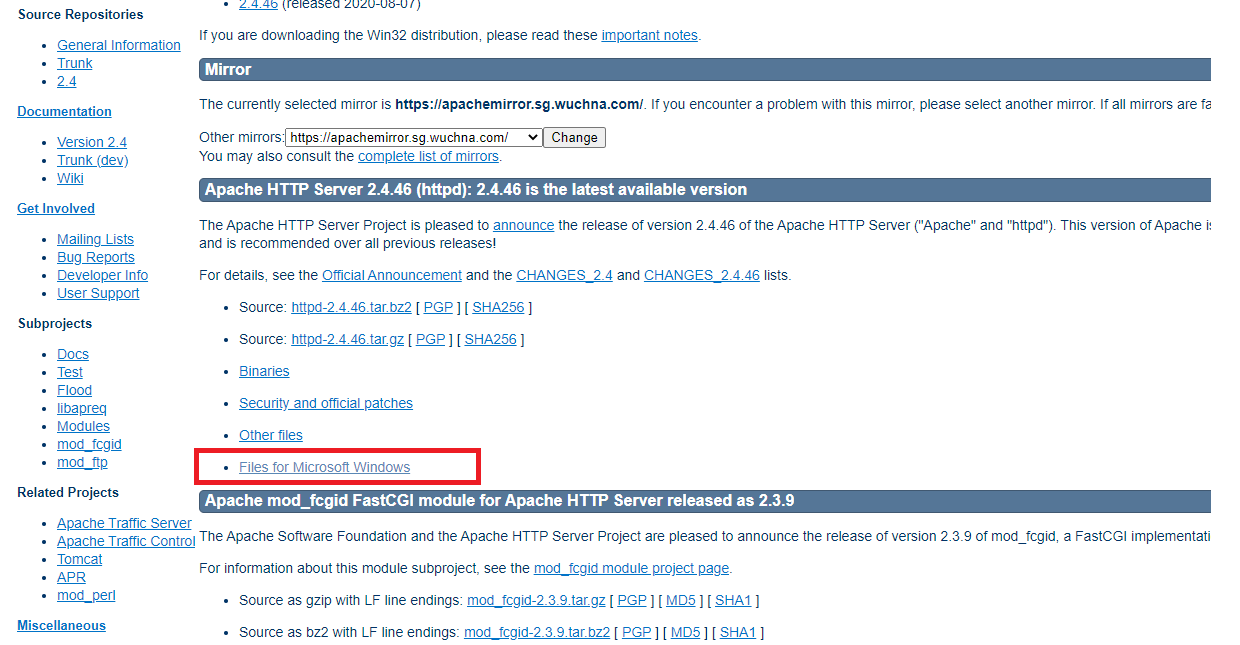 Source Repositories
General Information
Trunk
2.4
Documentation
Version 2.4
Trunk (dev)
Wiki
Get Involved
Mailing Lists
Bug Reports
Developer Info
User Support
Subprojects
Docs
Test
Flood
libapreq
Modules
mod_fcgid
mod_ftp
Related Projects
Apache Traffic Server
Apache Traffic Control
Tomcat
APR
mod_perl
Miscellaneous
2.4.46 (released 2020-08-07)
If you are downloading the Win32 distribution, please read these important notes.
Mirror
The currently selected mirror is https://apachemirror.sg.wuchna.com/. If you encounter a problem with this mirror, please select another mirror. If all mirrors are fa
Other mirrors: https://apachemirror.sg.wuchna.com/ Change
You may also consult the complete list of mirrors.
Apache HTTP Server 2.4.46 (httpd): 2.4.46 is the latest available version
The Apache HTTP Server Project is pleased to announce the release of version 2.4.46 of the Apache HTTP Server ("Apache" and "httpd"). This version of Apache is
and is recommended over all previous releases!
For details, see the Official Announcement and the CHANGES_2.4 and CHANGES_2.4.46 lists.
Source: httpd-2.4.46.tar.bz2 [ PGP ] [ SHA256 ]
Source: httpd-2.4.46.tar.gz [ PGP ] [ SHA256 ]
Binaries
Security and official patches
Other files
Files for Microsoft Windows
Apache mod_fcgid FastCGI module for Apache HTTP Server released as 2.3.9
The Apache Software Foundation and the Apache HTTP Server Project are pleased to announce the release of version 2.3.9 of mod_fcgid, a FastCGI implementati
For information about this module subproject, see the mod_fcgid module project page.
Source as gzip with LF line endings: mod_fcgid-2.3.9.tar.gz [ PGP ] [ MD5 ] [ SHA1 ]
Source as bz2 with LF line endings: mod_fcgid-2.3.9.tar.bz2 [ PGP ] [ MD5 ] [ SHA1 ]